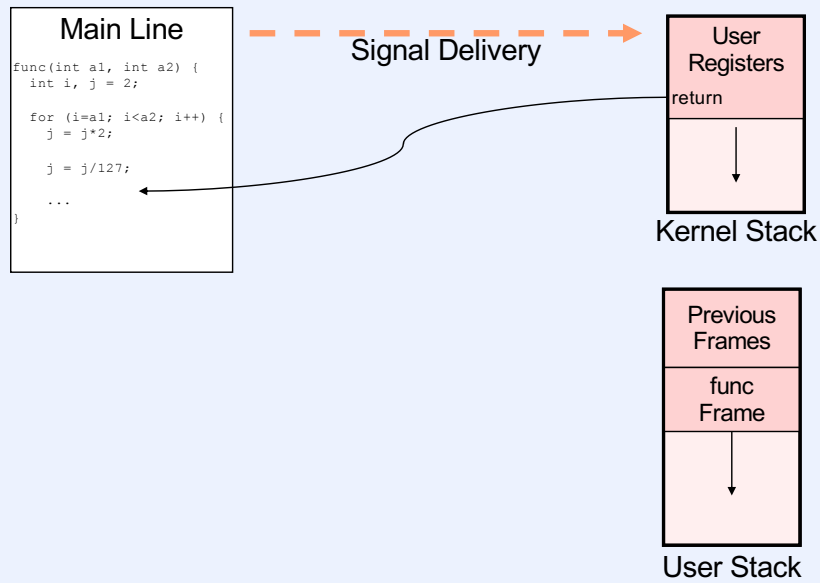 Main Line
func(int a1, int a2) {
int i, j = 2;
for (i=a1; i<a2; i++) {
j = j*2;
j = j/127;
...
}
Signal Delivery
User
Registers
return
Kernel Stack
Previous
Frames
func
Frame
User Stack